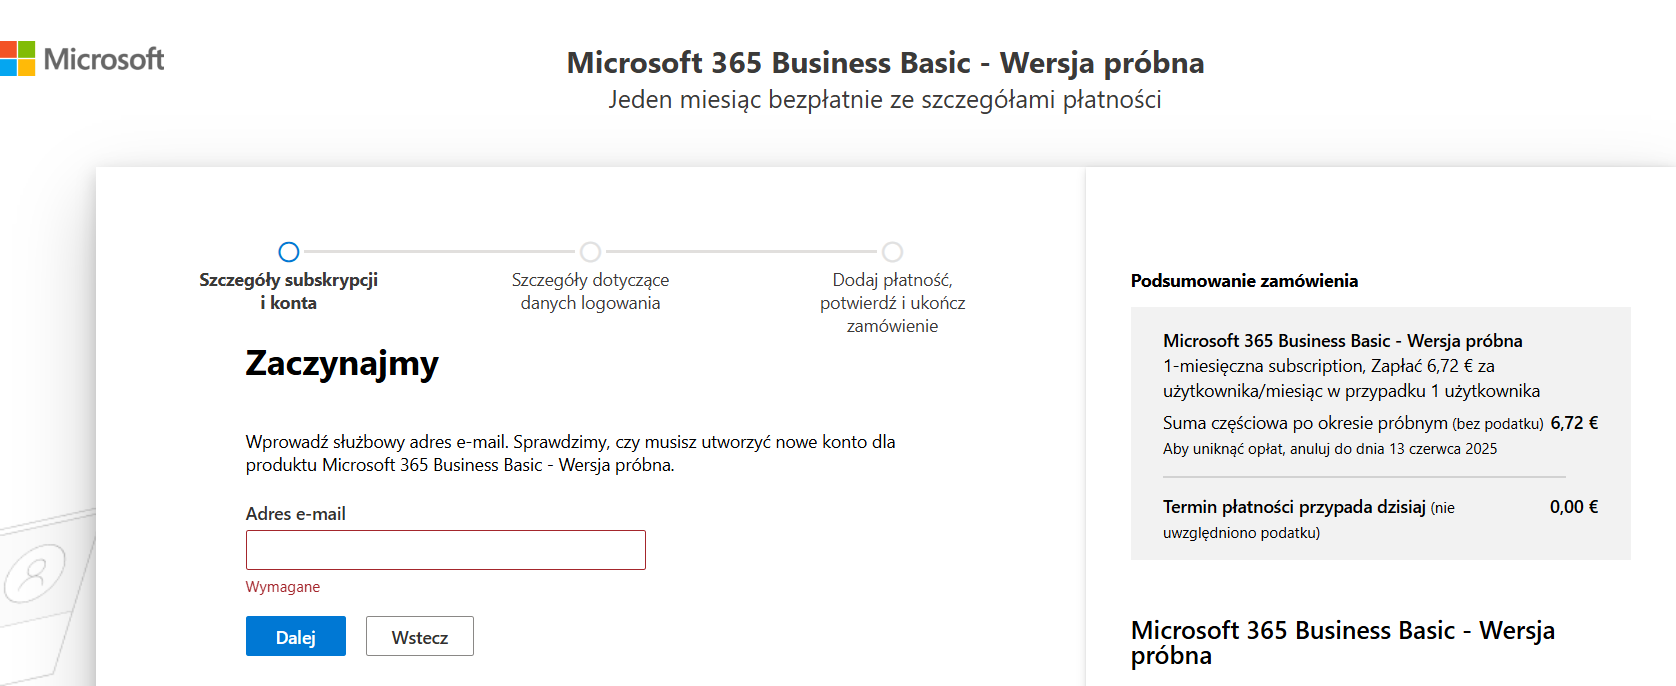 Microsoft
Microsoft 365 Business Basic - Wersja próbna
Jeden miesiąc bezpłatnie ze szczegółami płatności
Szczegóły subskrypcji
i konta
Szczegóły dotyczące
danych logowania
Dodaj płatność,
potwierdź i ukończ
zamówienie
Zaczynajmy
Wprowadź służbowy adres e-mail. Sprawdzimy, czy musisz utworzyć nowe konto dla
produktu Microsoft 365 Business Basic - Wersja próbna.
Adres e-mail
Wymagane
Dalej
Wstecz
Podsumowanie zamówienia
Microsoft 365 Business Basic - Wersja próbna
1-miesięczna subscription, Zapłać 6,72 € za
użytkownika/miesiąc w przypadku 1 użytkownika
Suma częściowa po okresie próbnym (bez podatku) 6,72 €
Aby uniknąć opłat, anuluj do dnia 13 czerwca 2025
Termin płatności przypada dzisiaj (nie 0,00 €
uwzględniono podatku)
Microsoft 365 Business Basic - Wersja
próbna